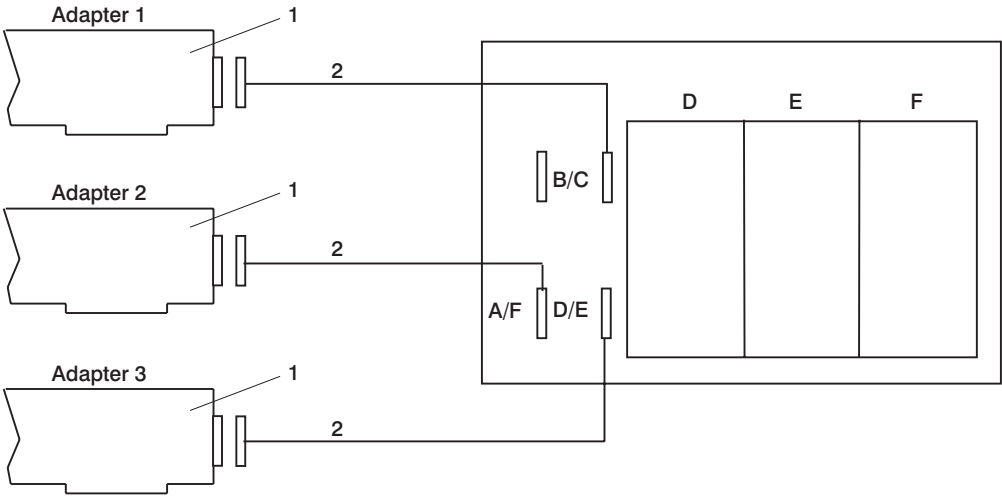 Adapter 1
1
2
D E F
B/C
Adapter 2
1
2
A/F D/E
Adapter 3
1
2